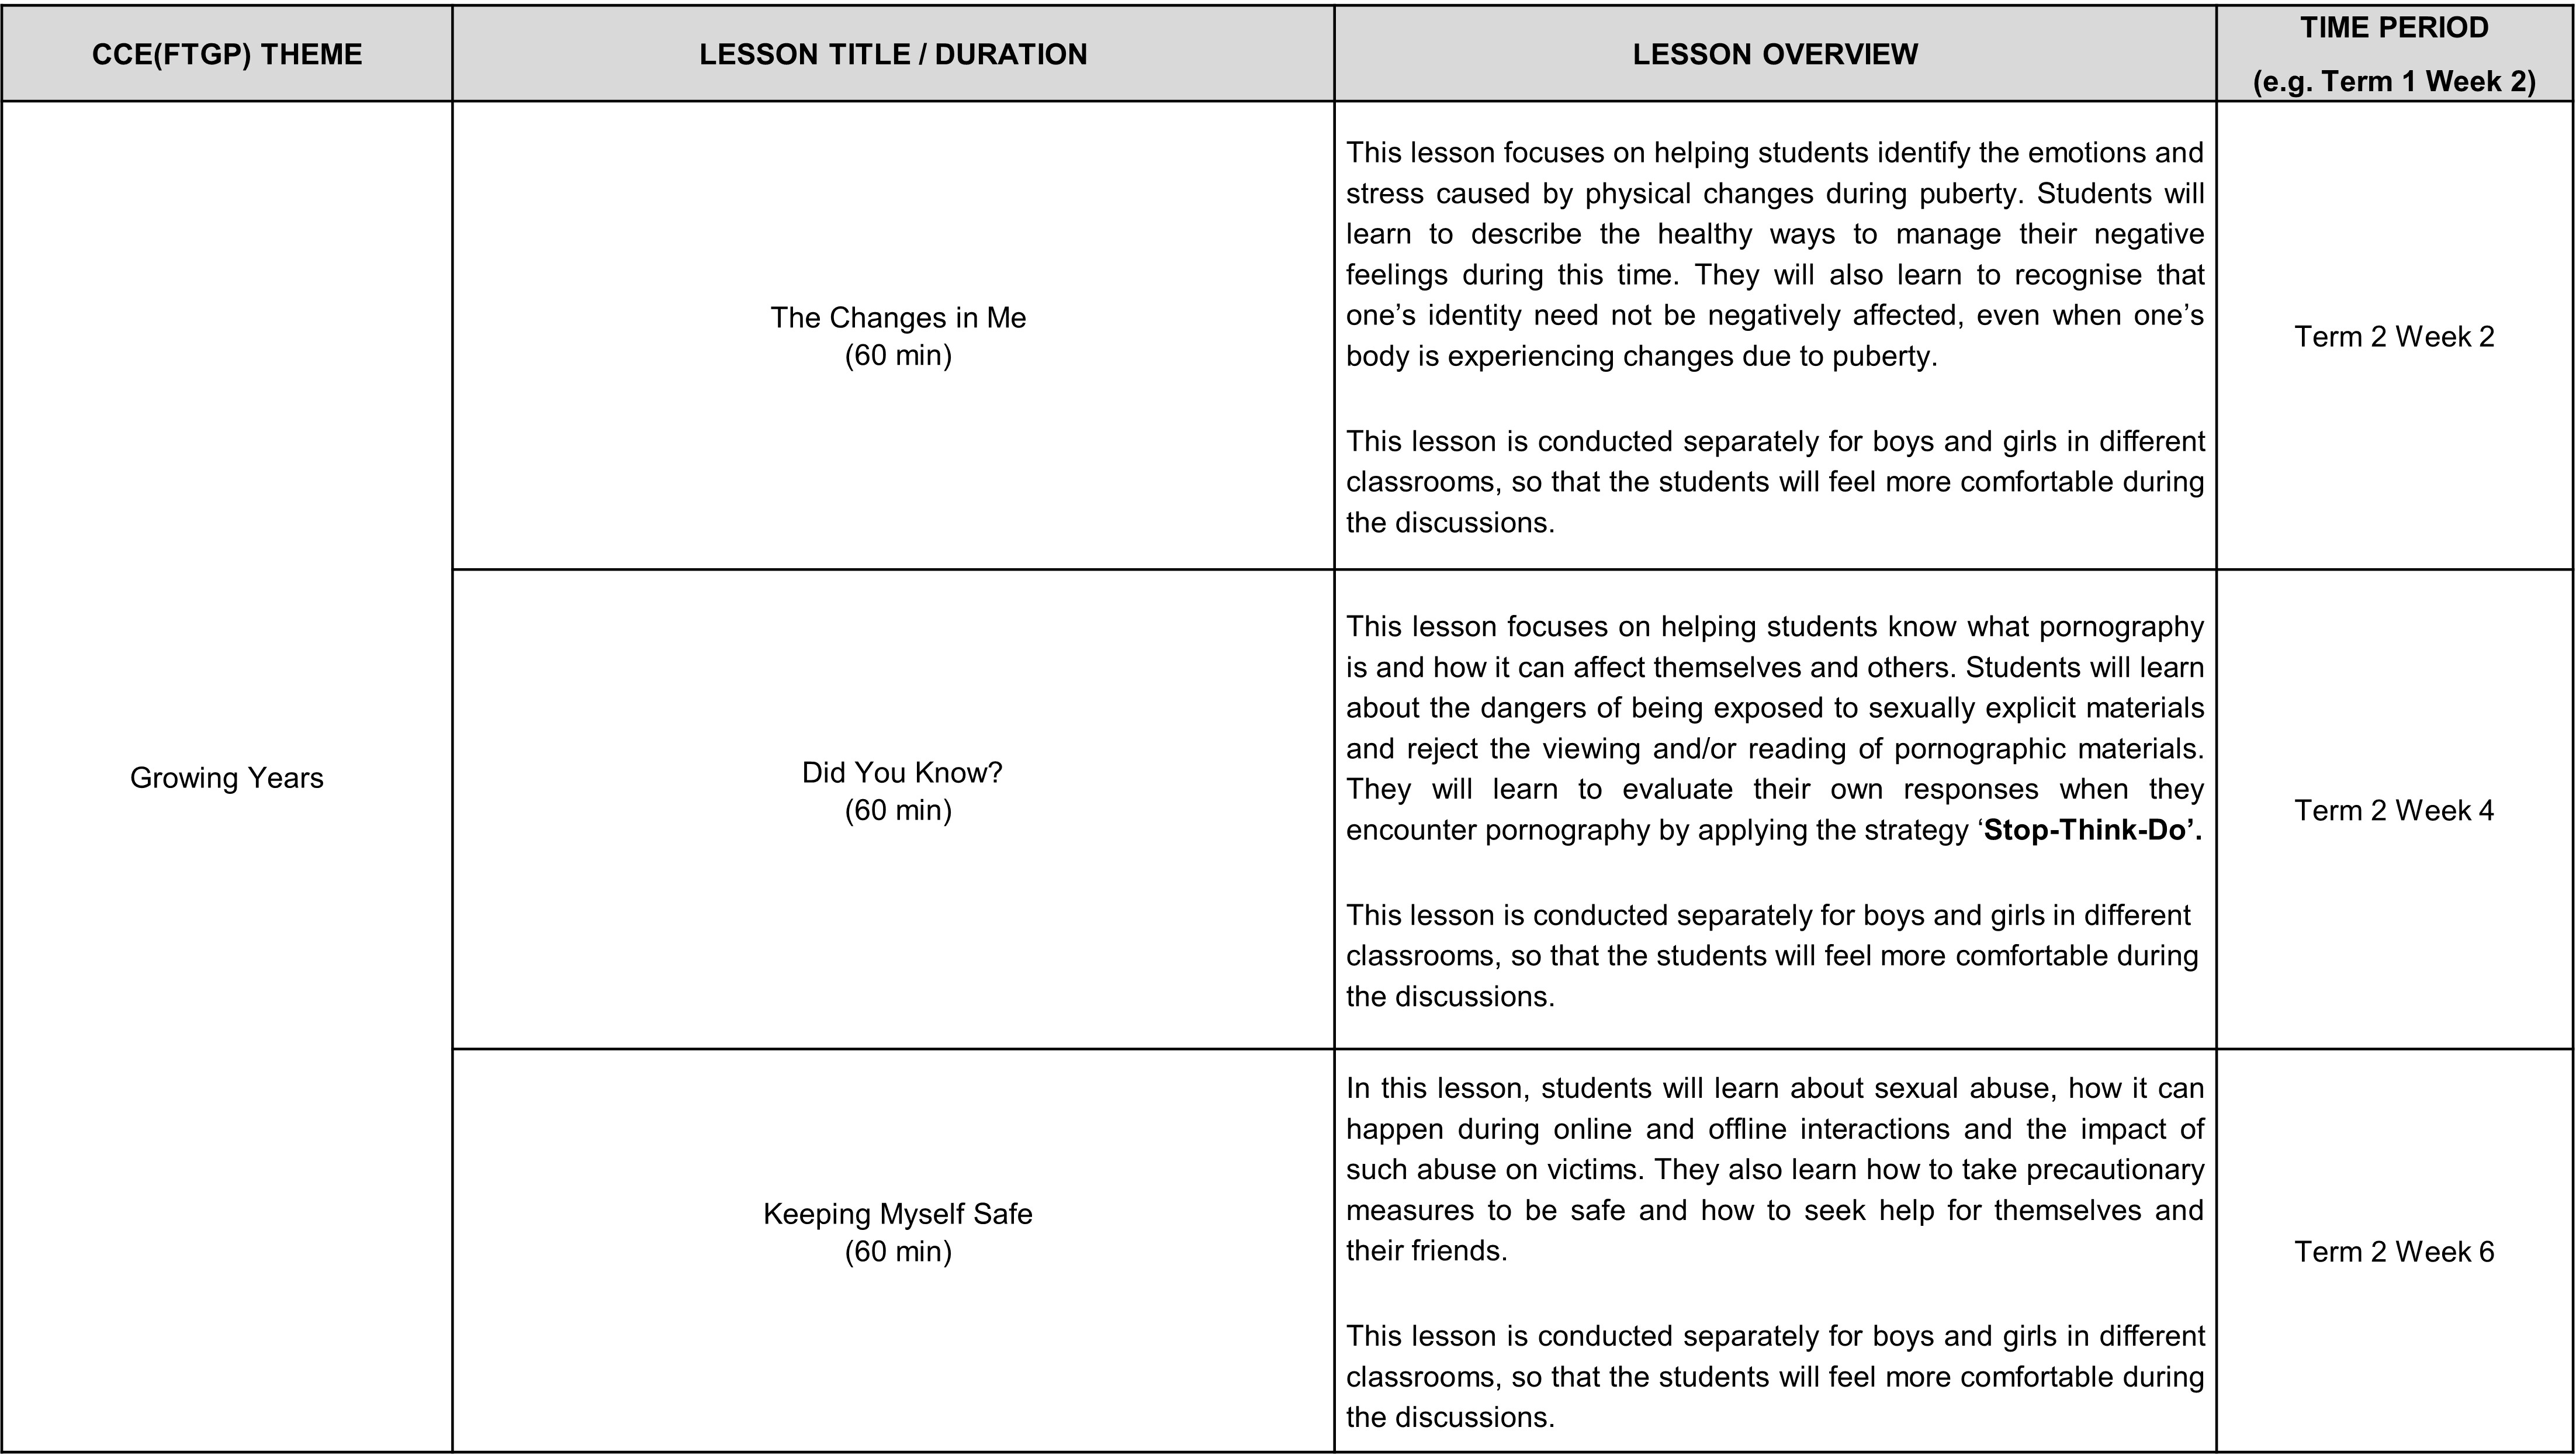 CCE(FTGP) THEME
LESSON TITLE / DURATION
LESSON OVERVIEW
TIME PERIOD
(e.g. Term 1 Week 2)
Growing Years
The Changes in Me
(60 min)
This lesson focuses on helping students identify the emotions and
stress caused by physical changes during puberty. Students will
learn to describe the healthy ways to manage their negative
feelings during this time. They will also learn to recognise that
one’s identity need not be negatively affected, even when one’s
body is experiencing changes due to puberty.
This lesson is conducted separately for boys and girls in different
classrooms, so that the students will feel more comfortable during
the discussions.
Term 2 Week 2
Did You Know?
(60 min)
This lesson focuses on helping students know what pornography
is and how it can affect themselves and others. Students will learn
about the dangers of being exposed to sexually explicit materials
and reject the viewing and/or reading of pornographic materials.
They will learn to evaluate their own responses when they
encounter pornography by applying the strategy ‘Stop-Think-Do’.
This lesson is conducted separately for boys and girls in different
classrooms, so that the students will feel more comfortable during
the discussions.
Term 2 Week 4
Keeping Myself Safe
(60 min)
In this lesson, students will learn about sexual abuse, how it can
happen during online and offline interactions and the impact of
such abuse on victims. They also learn how to take precautionary
measures to be safe and how to seek help for themselves and
their friends.
This lesson is conducted separately for boys and girls in different
classrooms, so that the students will feel more comfortable during
the discussions.
Term 2 Week 6